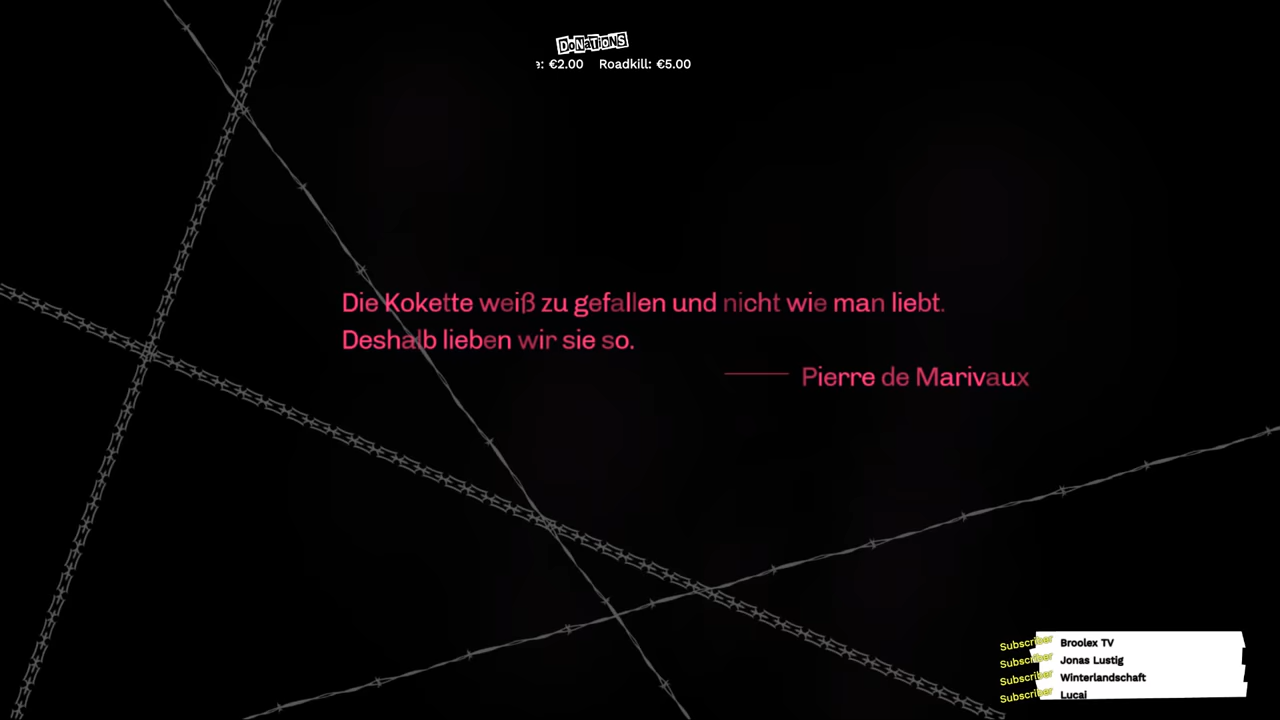 DoNaTioNS
e: €2.00 Roadkill: €5.00
Die Kokette weiß zu gefallen und nicht wie man liebt.
Deshalb lieben wir sie so.
Pierre de Marivaux
Subscriber Broolex TV
Subscriber Jonas Lustig
Subscriber Winterlandschaft
Subscriber Lucai